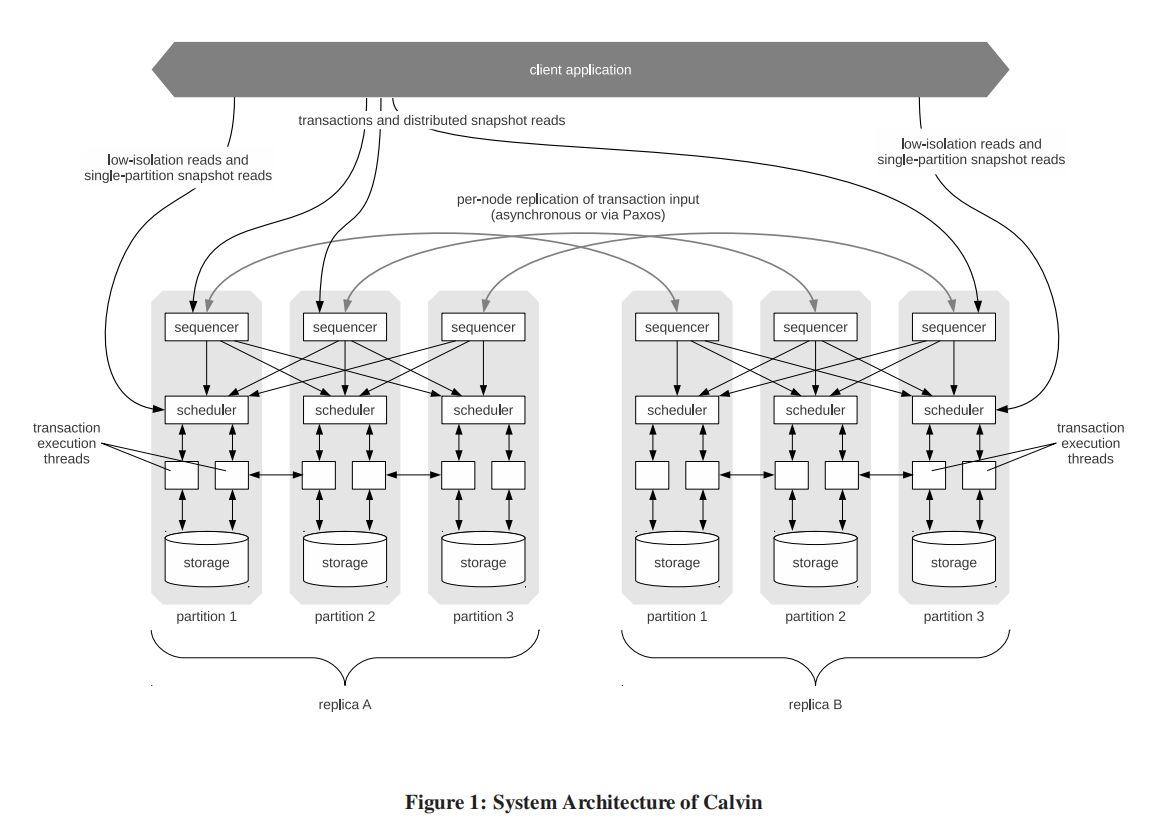 client application
transactions and distributed snapshot reads
low-isolation reads and
single-partition snapshot reads
low-isolation reads and
single-partition snapshot reads
per-node replication of transaction input
(asynchronous or via Paxos)
sequencer
sequencer
sequencer
sequencer
sequencer
sequencer
scheduler
scheduler
scheduler
scheduler
scheduler
scheduler
transaction
execution
threads
transaction
execution
threads
storage
storage
storage
storage
storage
storage
partition 1
partition 2
partition 3
partition 1
partition 2
partition 3
replica A
replica B
Figure 1: System Architecture of Calvin